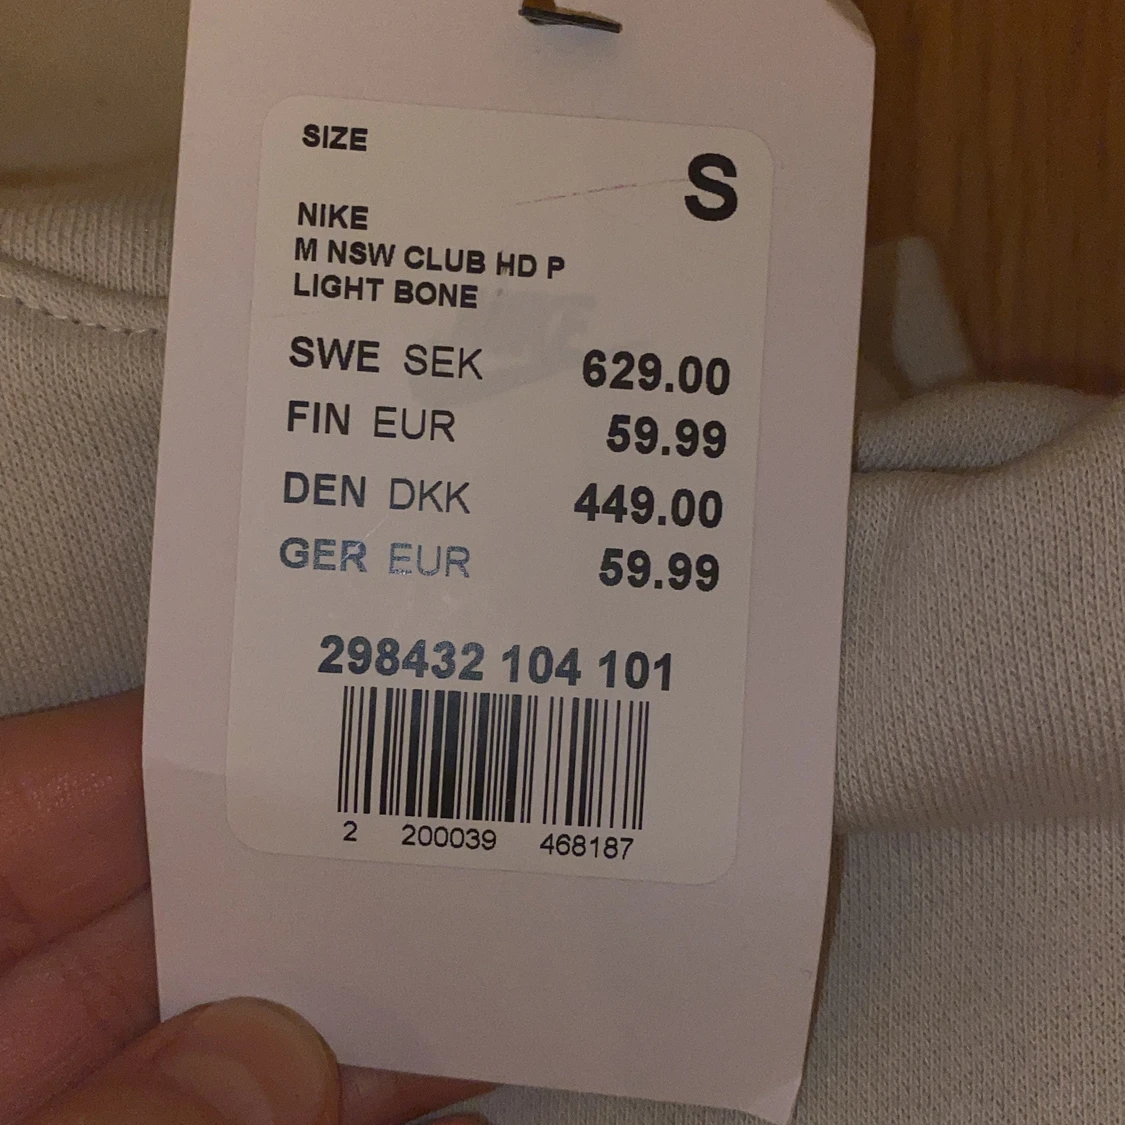 SIZE
S
NIKE
M NSW CLUB HD P
LIGHT BONE
SWE SEK 629.00
FIN EUR 59.99
DEN DKK 449.00
GER EUR 59.99
298432 104 101
2 200039 468187